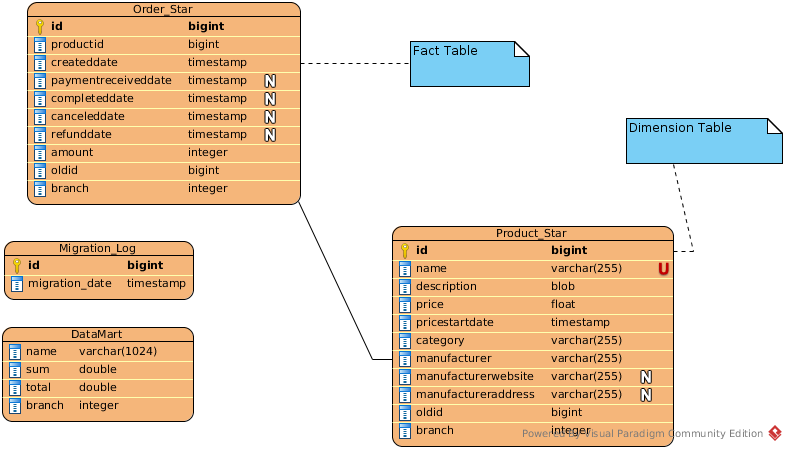 Order_Star
id bigint
productid bigint
createddate timestamp
paymentreceiveddate timestamp N
completeddate timestamp N
canceleddate timestamp N
refunddate timestamp N
amount integer
oldid bigint
branch integer
Fact Table
Dimension Table
Migration_Log
id bigint
migration_date timestamp
Product_Star
id bigint
name varchar(255) U
description blob
price float
pricestartdate timestamp
category varchar(255)
manufacturer varchar(255)
manufacturerwebsite varchar(255) N
manufactureraddress varchar(255) N
oldid bigint
branch integer
DataMart
name varchar(1024)
sum double
total double
branch integer
Powered By Visual Paradigm Community Edition